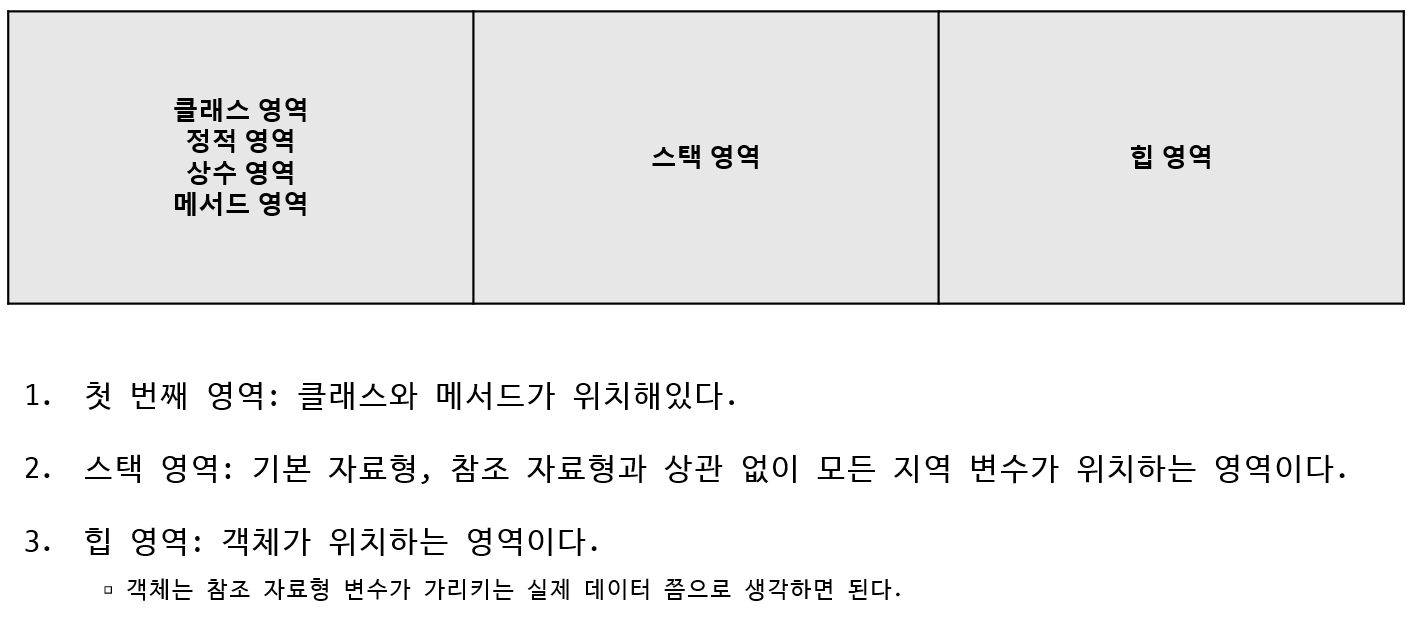 클래스 영역
정적 영역
상수 영역
메서드 영역
스택 영역
힙 영역
1. 첫 번째 영역: 클래스와 메서드가 위치해있다.
2. 스택 영역: 기본 자료형, 참조 자료형과 상관 없이 모든 지역 변수가 위치하는 영역이다.
3. 힙 영역: 객체가 위치하는 영역이다.
▫ 객체는 참조 자료형 변수가 가리키는 실제 데이터 쯤으로 생각하면 된다.